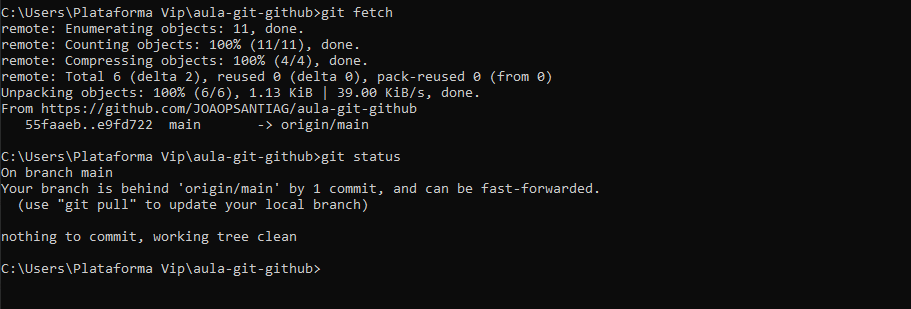 C:\Users\Plataforma Vip\aula-git-github>git fetch
remote: Enumerating objects: 11, done.
remote: Counting objects: 100% (11/11), done.
remote: Compressing objects: 100% (4/4), done.
remote: Total 6 (delta 2), reused 0 (delta 0), pack-reused 0 (from 0)
Unpacking objects: 100% (6/6), 1.13 KiB | 39.00 KiB/s, done.
From https://github.com/JOAOPSANTIAG/aula-git-github
   55faaeb..e9fd722  main       -> origin/main
C:\Users\Plataforma Vip\aula-git-github>git status
On branch main
Your branch is behind 'origin/main' by 1 commit, and can be fast-forwarded.
  (use "git pull" to update your local branch)
nothing to commit, working tree clean
C:\Users\Plataforma Vip\aula-git-github>